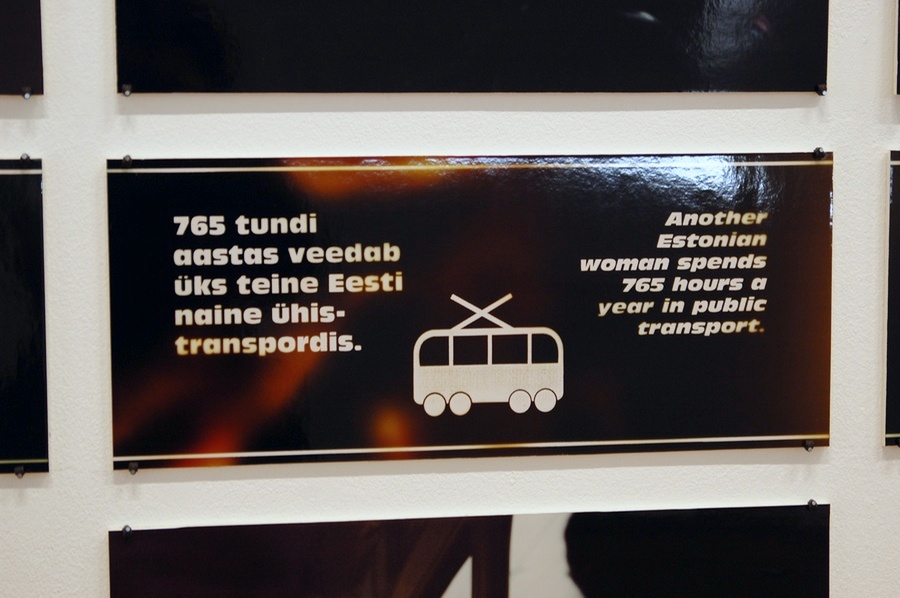 765 tundi
aastas veedab
üks teine Eesti
naine ühis-
transpordis.
Another
Estonian
woman spends
765 hours a
year in public
transport.